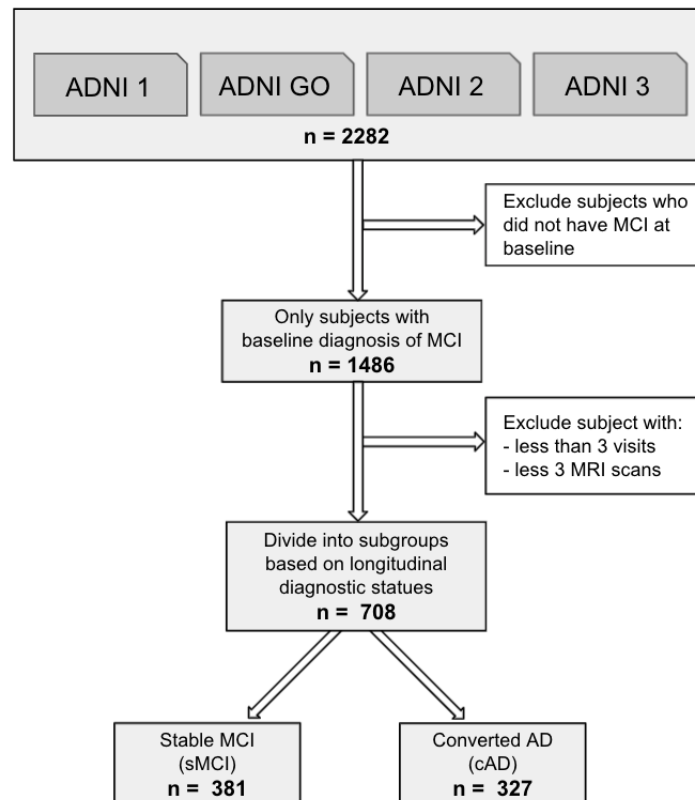 ADNI 1
ADNI GO
ADNI 2
ADNI 3
n = 2282
Exclude subjects who
did not have MCI at
baseline
Only subjects with
baseline diagnosis of MCI
n = 1486
Exclude subject with:
- less than 3 visits
- less 3 MRI scans
Divide into subgroups
based on longitudinal
diagnostic statues
n = 708
Stable MCI
(sMCI)
n = 381
Converted AD
(cAD)
n = 327